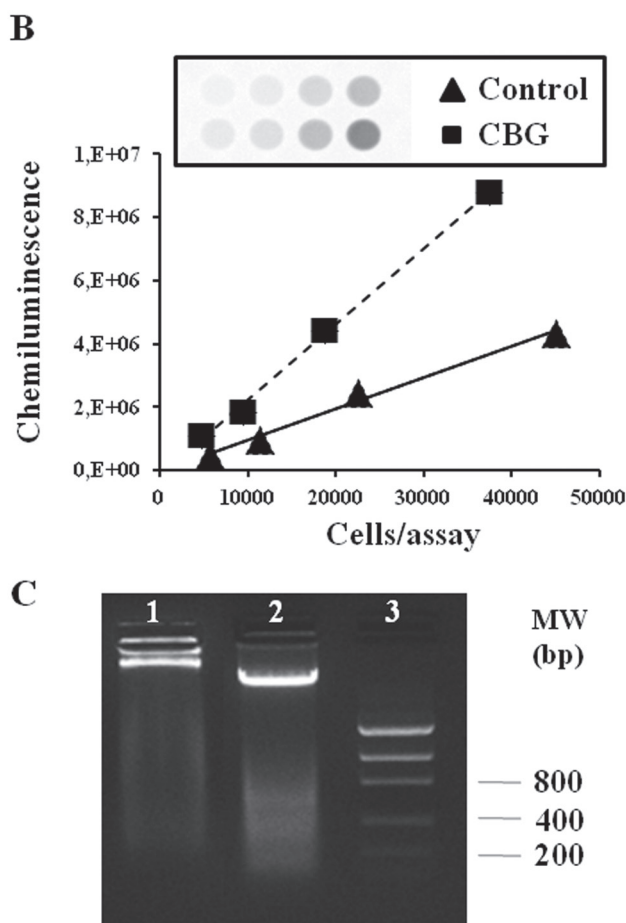 B
Control
CBG
Chemiluminescence
1,E+07
8,E+06
6,E+06
4,E+06
2,E+06
0,E+00
0 10000 20000 30000 40000 50000
Cells/assay
C
1 2 3
MW
(bp)
800
400
200